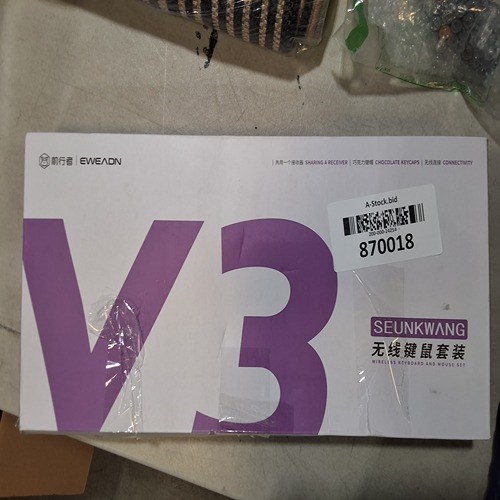 前行者 | EWEADN
| 共用一个接收器 SHARING A RECEIVER | 巧克力键帽 CHOCOLATE KEYCAPS | 无线连接 CONNECTIVITY
A-Stock.bid
870018
V3
SEUNKWANG
无线键鼠套装
WIRELESS KEYBOARD AND MOUSE SET